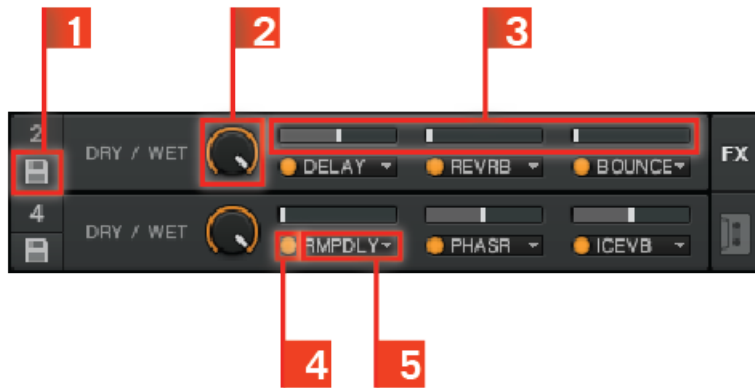 1 2 3
2 DRY / WET DELAY REVRB BOUNCE FX
4 DRY / WET RMPDLY PHASR ICEVB
4 5